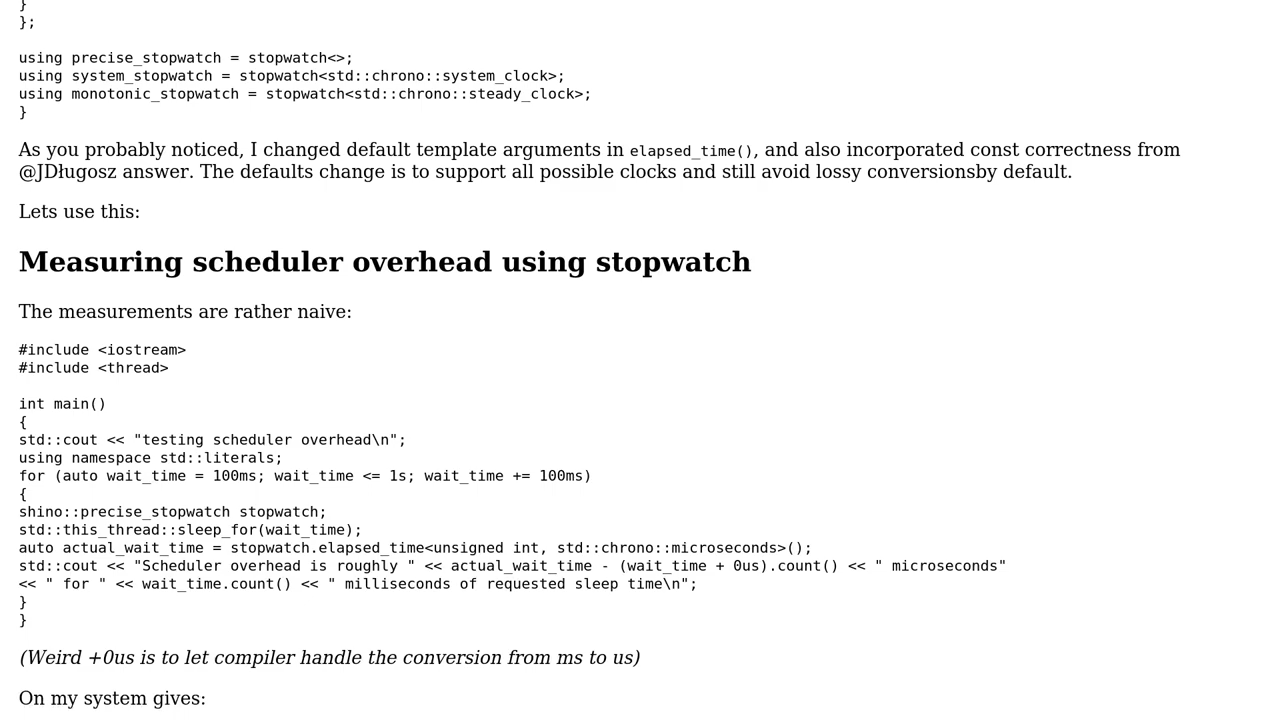 }
};
using precise_stopwatch = stopwatch<>;
using system_stopwatch = stopwatch<std::chrono::system_clock>;
using monotonic_stopwatch = stopwatch<std::chrono::steady_clock>;
}
As you probably noticed, I changed default template arguments in elapsed_time(), and also incorporated const correctness from
@JDługosz answer. The defaults change is to support all possible clocks and still avoid lossy conversionsby default.
Lets use this:
Measuring scheduler overhead using stopwatch
The measurements are rather naive:
#include <iostream>
#include <thread>
int main()
{
std::cout << "testing scheduler overhead\n";
using namespace std::literals;
for (auto wait_time = 100ms; wait_time <= 1s; wait_time += 100ms)
{
shino::precise_stopwatch stopwatch;
std::this_thread::sleep_for(wait_time);
auto actual_wait_time = stopwatch.elapsed_time<unsigned int, std::chrono::microseconds>();
std::cout << "Scheduler overhead is roughly " << actual_wait_time - (wait_time + 0us).count() << " microseconds"
<< " for " << wait_time.count() << " milliseconds of requested sleep time\n";
}
}
(Weird +0us is to let compiler handle the conversion from ms to us)
On my system gives: